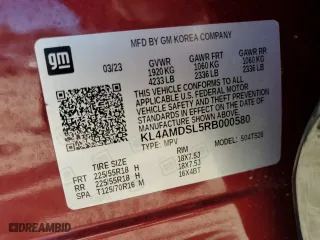 MFD BY GM KOREA COMPANY
gm
03/23
GVWR GAWR FRT GAWR RR
1920 KG 1060 KG 1060 KG
4233 LB 2336 LB 2336 LB
THIS VEHICLE CONFORMS TO ALL
APPLICABLE U.S. FEDERAL MOTOR
VEHICLE SAFETY, BUMPER, AND
THEFT PREVENTION STANDARDS IN
EFFECT ON THE DATE OF
MANUFACTURE SHOWN ABOVE.
KL4AMDSL5RB000580
TYPE: MPV MODEL:
TIRE SIZE RIM
FRT 225/55R18 H 18X7.5J
RR 225/55R18 H 18X7.5J
SPA T125/70R16 M 16X4BT